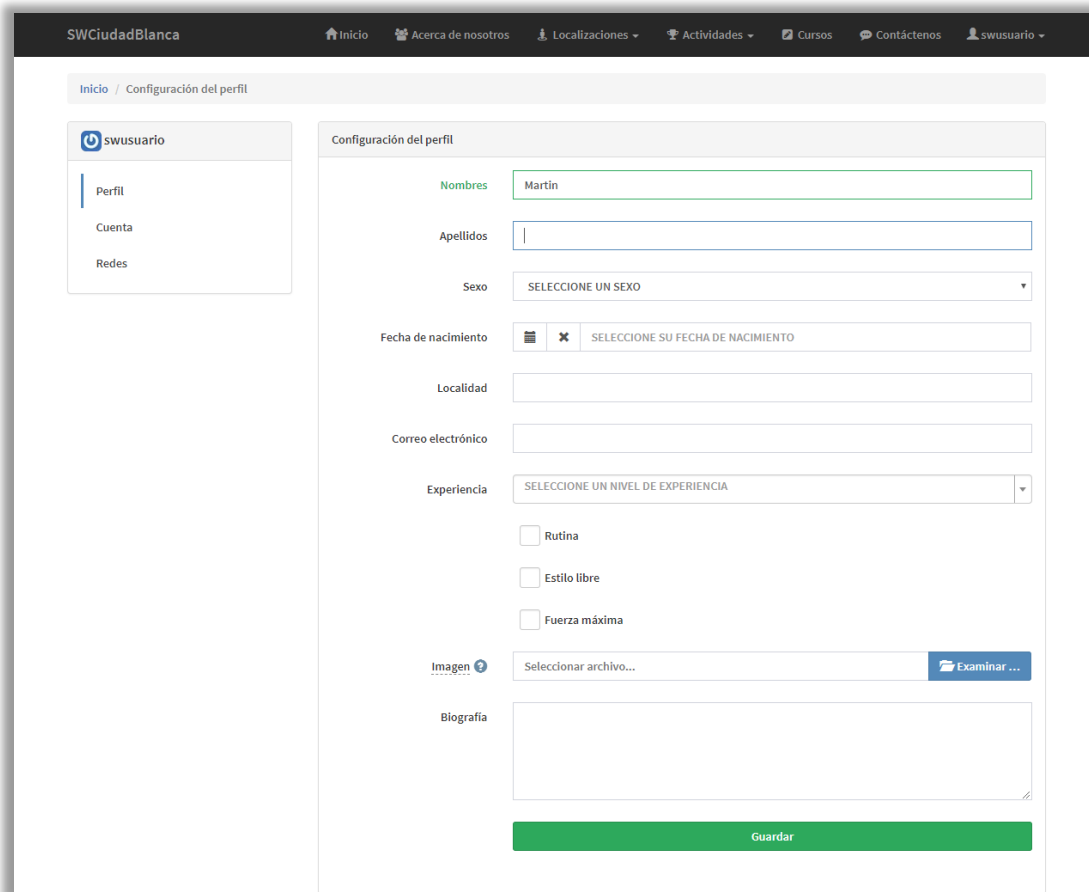 SWCiudadBlanca Inicio Acerca de nosotros Localizaciones Actividades Cursos Contáctenos swusuario
Inicio / Configuración del perfil
swusuario
Perfil
Cuenta
Redes
Configuración del perfil
Nombres Martín
Apellidos
Sexo SELECCIONE UN SEXO
Fecha de nacimiento SELECCIONE SU FECHA DE NACIMIENTO
Localidad
Correo electrónico
Experiencia SELECCIONE UN NIVEL DE EXPERIENCIA
Rutina
Estilo libre
Fuerza máxima
Imagen ? Seleccionar archivo... Examinar ...
Biografía
Guardar